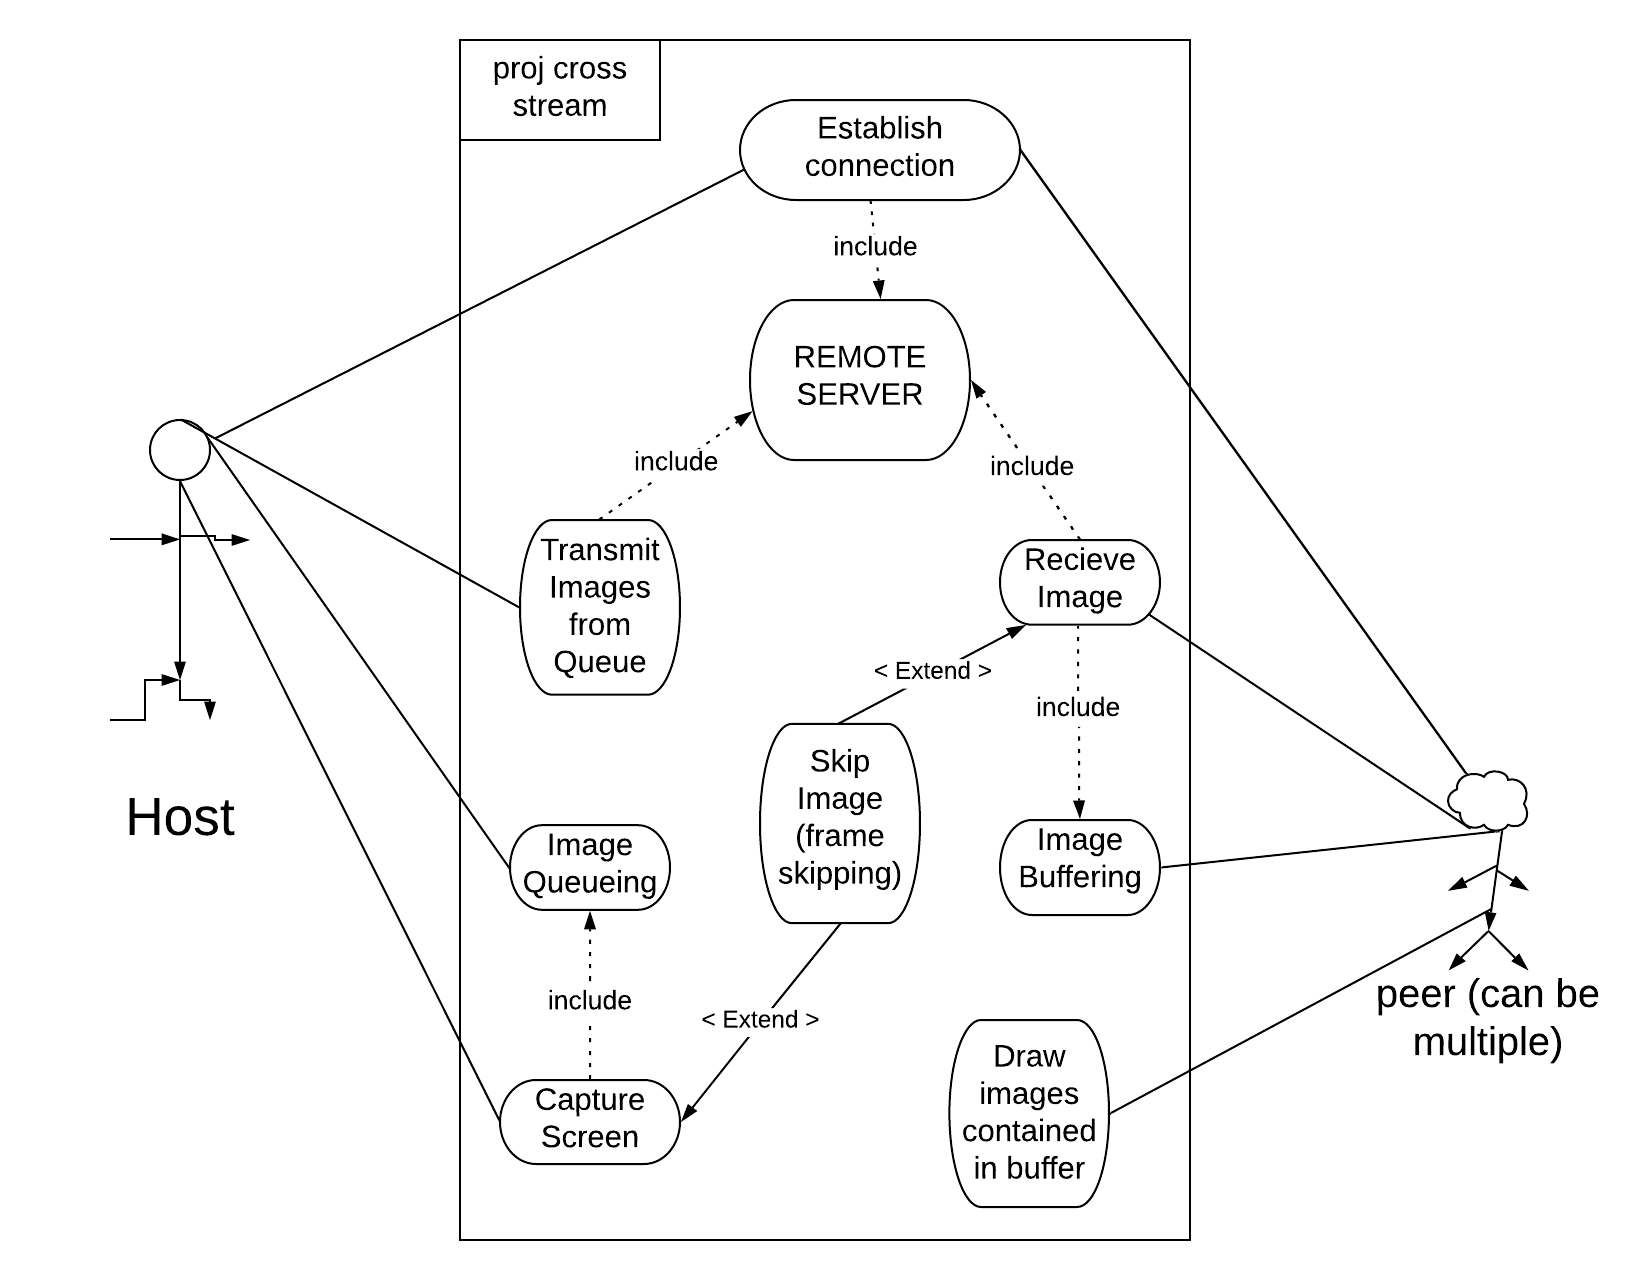 proj cross
stream
Establish
connection
include
REMOTE
SERVER
include
include
Transmit
Images
from
Queue
Recieve
Image
< Extend >
include
Skip
Image
(frame
skipping)
Host
Image
Queueing
Image
Buffering
include
< Extend >
peer (can be
multiple)
Capture
Screen
Draw
images
contained
in buffer